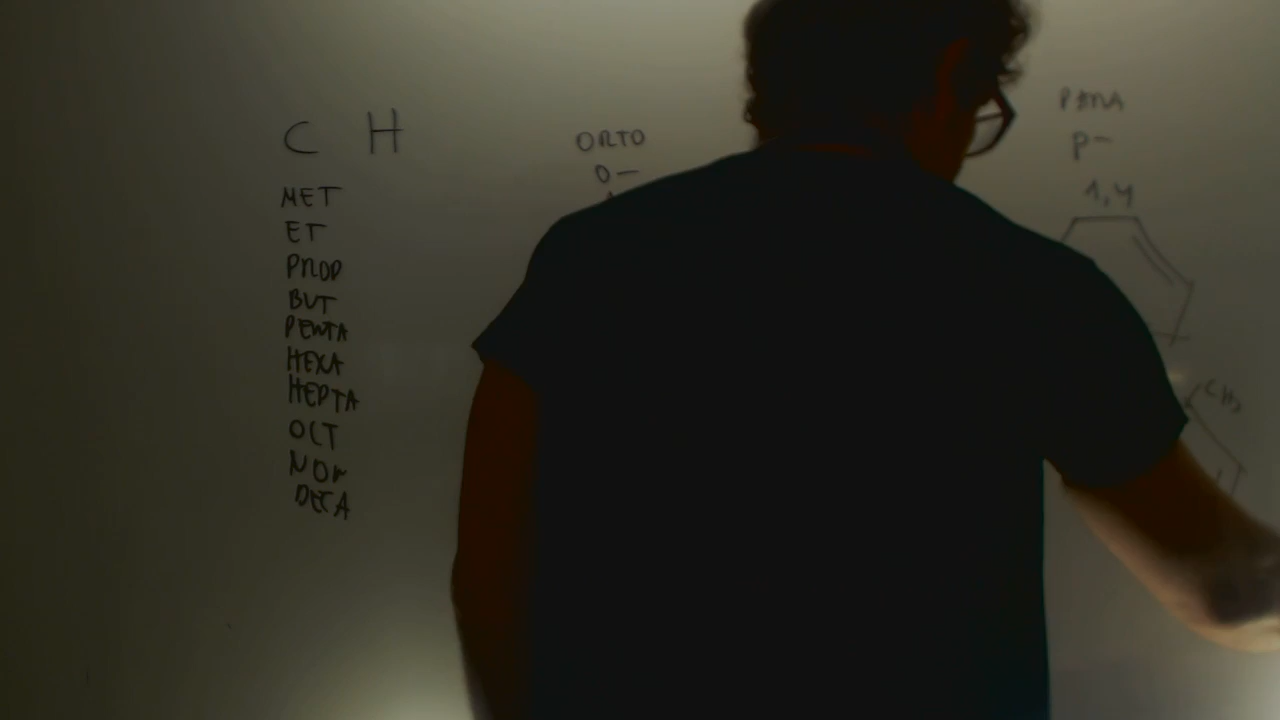 C H
MET
ET
PROP
BUT
PENTA
HEXA
HEPTA
OCT
NON
DECA
ORTO
O-
PARA
P-
1,4
CH3